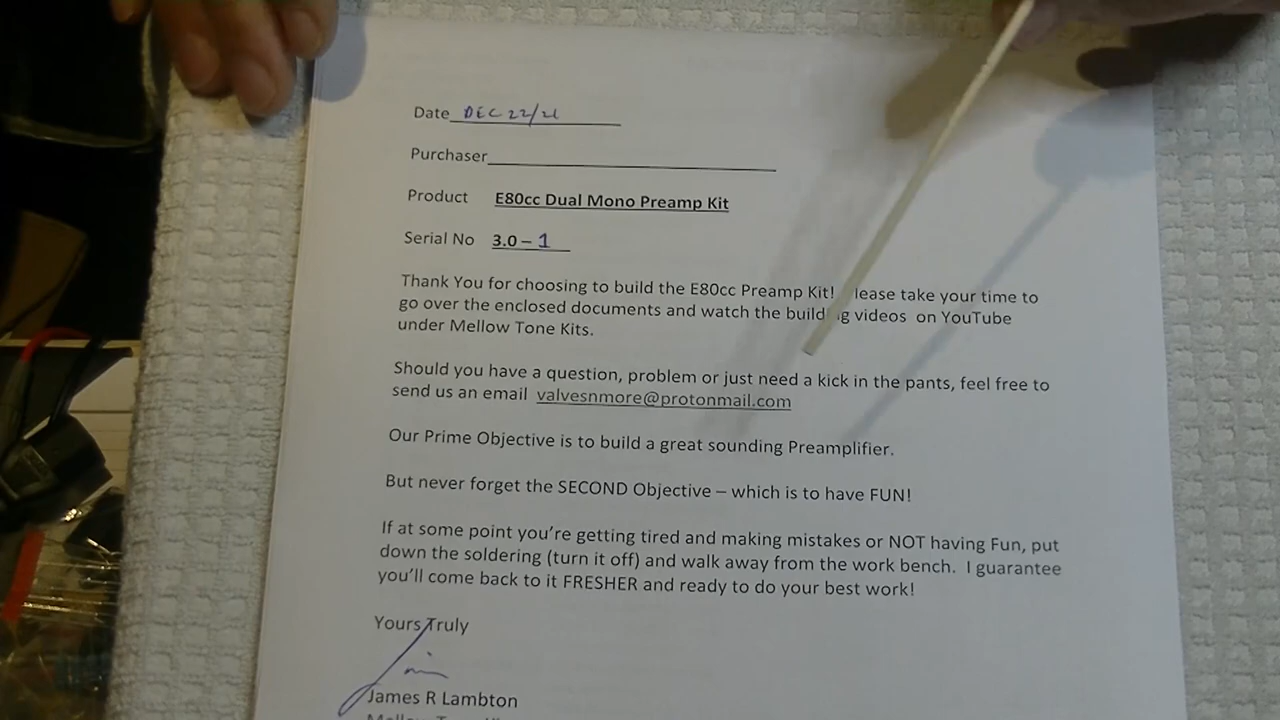 Date DEC 22/21
Purchaser
Product E80cc Dual Mono Preamp Kit
Serial No 3.0 – 1
Thank You for choosing to build the E80cc Preamp Kit! lease take your time to
go over the enclosed documents and watch the build g videos on YouTube
under Mellow Tone Kits.
Should you have a question, problem or just need a kick in the pants, feel free to
send us an email valvesnmore@protonmail.com
Our Prime Objective is to build a great sounding Preamplifier.
But never forget the SECOND Objective – which is to have FUN!
If at some point you're getting tired and making mistakes or NOT having Fun, put
down the soldering (turn it off) and walk away from the work bench. I guarantee
you'll come back to it FRESHER and ready to do your best work!
Yours Truly
Jim
James R Lambton